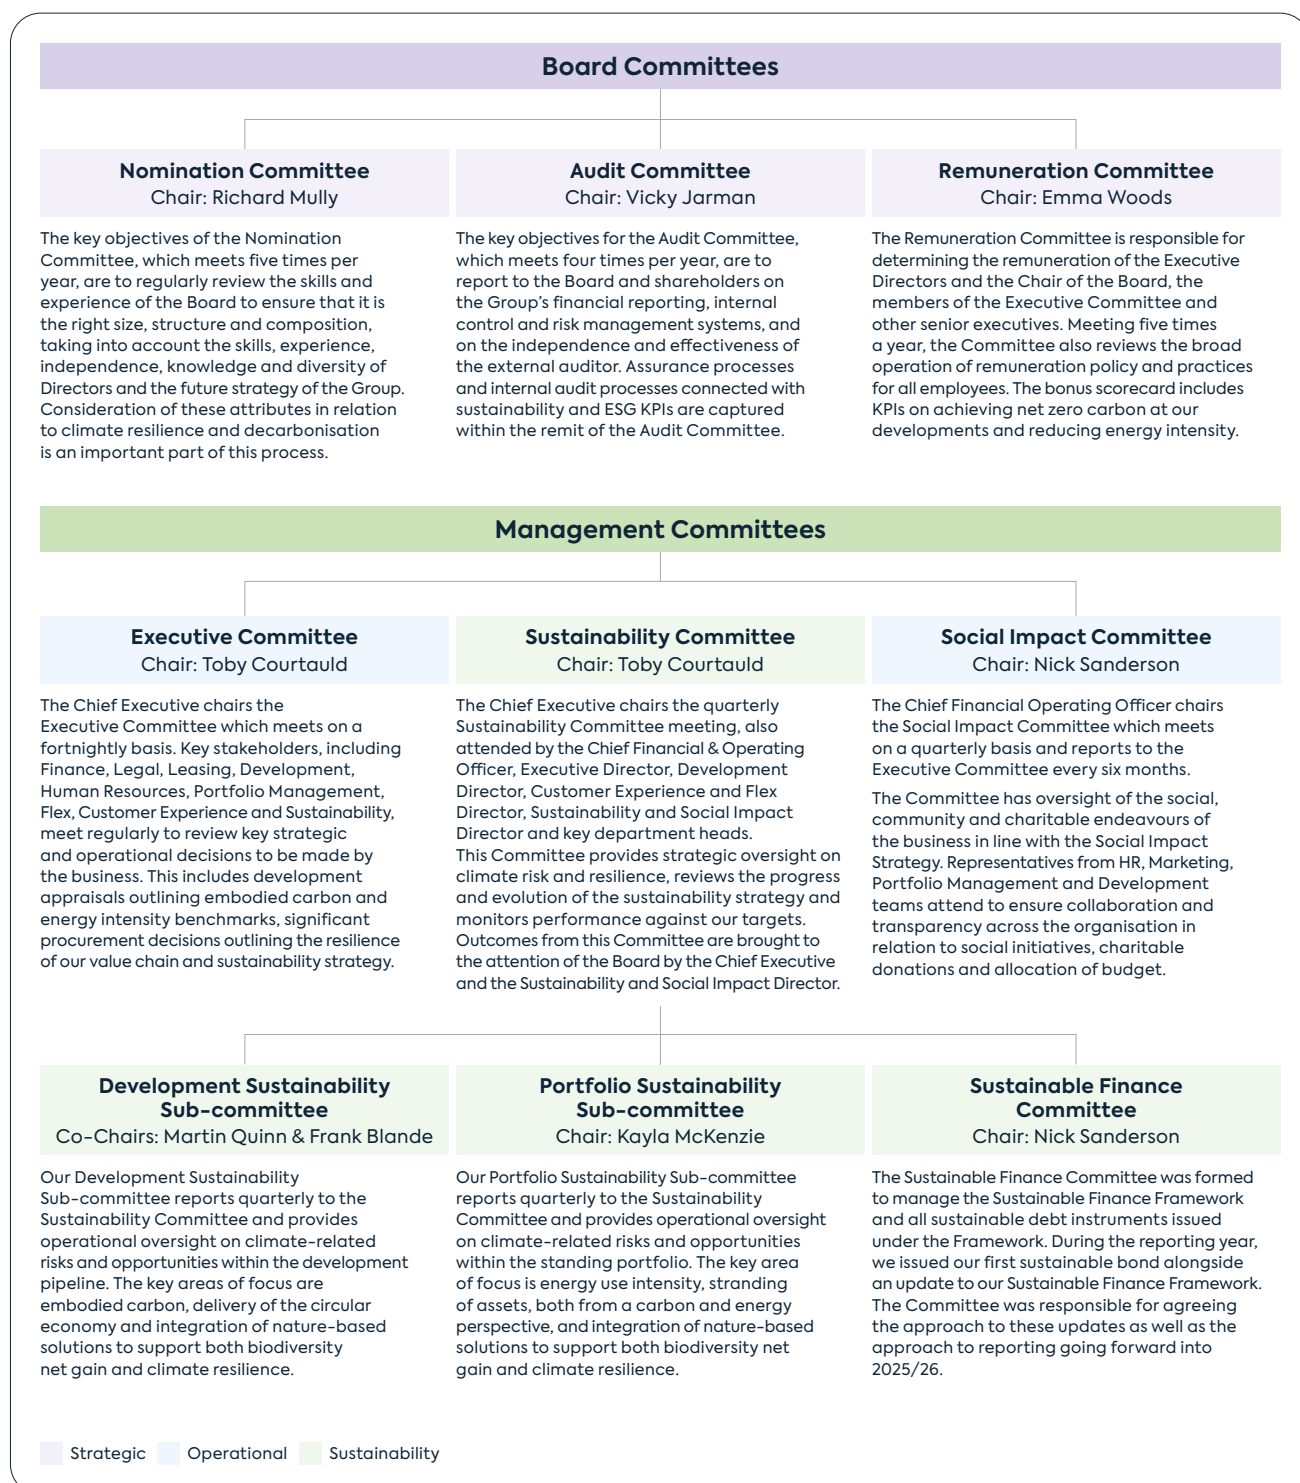 Board Committees
Nomination Committee
Chair: Richard Mully
The key objectives of the Nomination
Committee, which meets five times per
year, are to regularly review the skills and
experience of the Board to ensure that it is
the right size, structure and composition,
taking into account the skills, experience,
independence, knowledge and diversity of
Directors and the future strategy of the Group.
Consideration of these attributes in relation
to climate resilience and decarbonisation
is an important part of this process.
Audit Committee
Chair: Vicky Jarman
The key objectives for the Audit Committee,
which meets four times per year, are to
report to the Board and shareholders on
the Group's financial reporting, internal
control and risk management systems, and
on the independence and effectiveness of
the external auditor. Assurance processes
and internal audit processes connected with
sustainability and ESG KPIs are captured
within the remit of the Audit Committee.
Remuneration Committee
Chair: Emma Woods
The Remuneration Committee is responsible for
determining the remuneration of the Executive
Directors and the Chair of the Board, the
members of the Executive Committee and
other senior executives. Meeting five times
a year, the Committee also reviews the broad
operation of remuneration policy and practices
for all employees. The bonus scorecard includes
KPIs on achieving net zero carbon at our
developments and reducing energy intensity.
Management Committees
Executive Committee
Chair: Toby Courtauld
The Chief Executive chairs the
Executive Committee which meets on a
fortnightly basis. Key stakeholders, including
Finance, Legal, Leasing, Development,
Human Resources, Portfolio Management,
Flex, Customer Experience and Sustainability,
meet regularly to review key strategic
and operational decisions to be made by
the business. This includes development
appraisals outlining embodied carbon and
energy intensity benchmarks, significant
procurement decisions outlining the resilience
of our value chain and sustainability strategy.
Sustainability Committee
Chair: Toby Courtauld
The Chief Executive chairs the quarterly
Sustainability Committee meeting, also
attended by the Chief Financial & Operating
Officer, Executive Director, Development
Director, Customer Experience and Flex
Director, Sustainability and Social Impact
Director and key department heads.
This Committee provides strategic oversight on
climate risk and resilience, reviews the progress
and evolution of the sustainability strategy and
monitors performance against our targets.
Outcomes from this Committee are brought to
the attention of the Board by the Chief Executive
and the Sustainability and Social Impact Director.
Social Impact Committee
Chair: Nick Sanderson
The Chief Financial Operating Officer chairs
the Social Impact Committee which meets
on a quarterly basis and reports to the
Executive Committee every six months.
The Committee has oversight of the social,
community and charitable endeavours of
the business in line with the Social Impact
Strategy. Representatives from HR, Marketing,
Portfolio Management and Development
teams attend to ensure collaboration and
transparency across the organisation in
relation to social initiatives, charitable
donations and allocation of budget.
Development Sustainability
Sub-committee
Co-Chairs: Martin Quinn & Frank Blande
Our Development Sustainability
Sub-committee reports quarterly to the
Sustainability Committee and provides
operational oversight on climate-related
risks and opportunities within the development
pipeline. The key areas of focus are
embodied carbon, delivery of the circular
economy and integration of nature-based
solutions to support both biodiversity
net gain and climate resilience.
Portfolio Sustainability
Sub-committee
Chair: Kayla McKenzie
Our Portfolio Sustainability Sub-committee
reports quarterly to the Sustainability
Committee and provides operational oversight
on climate-related risks and opportunities
within the standing portfolio. The key area
of focus is energy use intensity, stranding
of assets, both from a carbon and energy
perspective, and integration of nature-based
solutions to support both biodiversity net
gain and climate resilience.
Sustainable Finance
Committee
Chair: Nick Sanderson
The Sustainable Finance Committee was formed
to manage the Sustainable Finance Framework
and all sustainable debt instruments issued
under the Framework. During the reporting year,
we issued our first sustainable bond alongside
an update to our Sustainable Finance Framework.
The Committee was responsible for agreeing
the approach to these updates as well as the
approach to reporting going forward into
2025/26.
Strategic
Operational
Sustainability